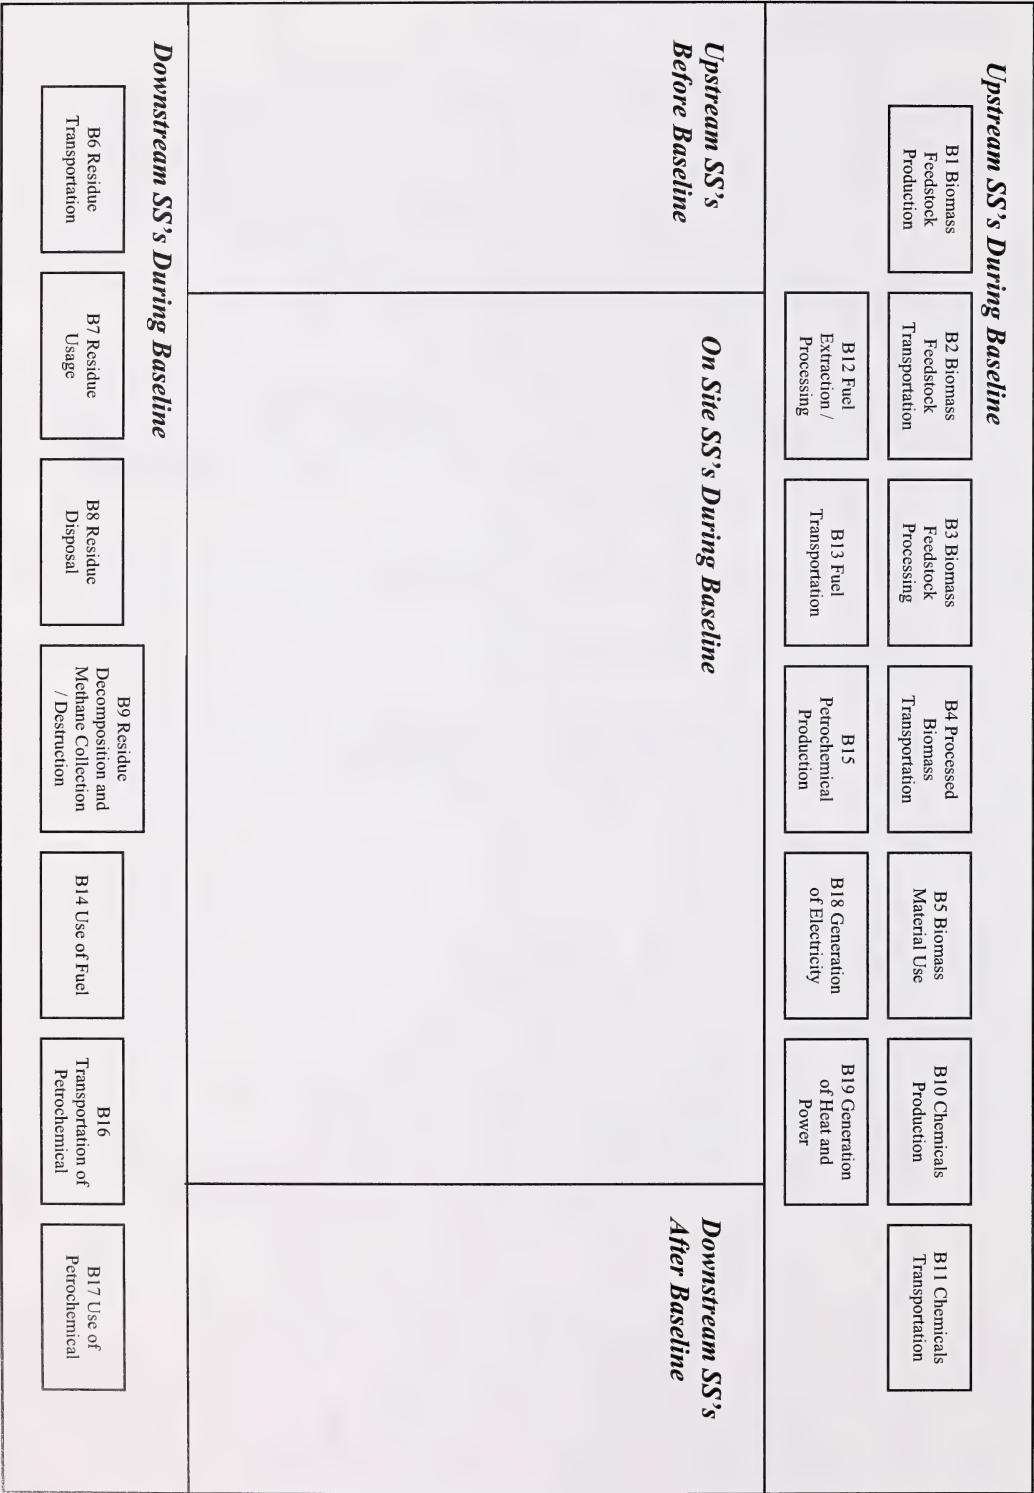 Upstream SS's During Baseline
B1 Biomass
Feedstock
Production
B2 Biomass
Feedstock
Transportation
B3 Biomass
Feedstock
Processing
B4 Processed
Biomass
Transportation
B5 Biomass
Material Use
B10 Chemicals
Production
B11 Chemicals
Transportation
B12 Fuel
Extraction /
Processing
B13 Fuel
Transportation
B15
Petrochemical
Production
B18 Generation
of Electricity
B19 Generation
of Heat and
Power
Upstream SS's
Before Baseline
On Site SS's During Baseline
Downstream SS's
After Baseline
Downstream SS's During Baseline
B6 Residue
Transportation
B7 Residue
Usage
B8 Residue
Disposal
B9 Residue
Decomposition and
Methane Collection
/ Destruction
B14 Use of Fuel
B16
Transportation of
Petrochemical
B17 Use of
Petrochemical